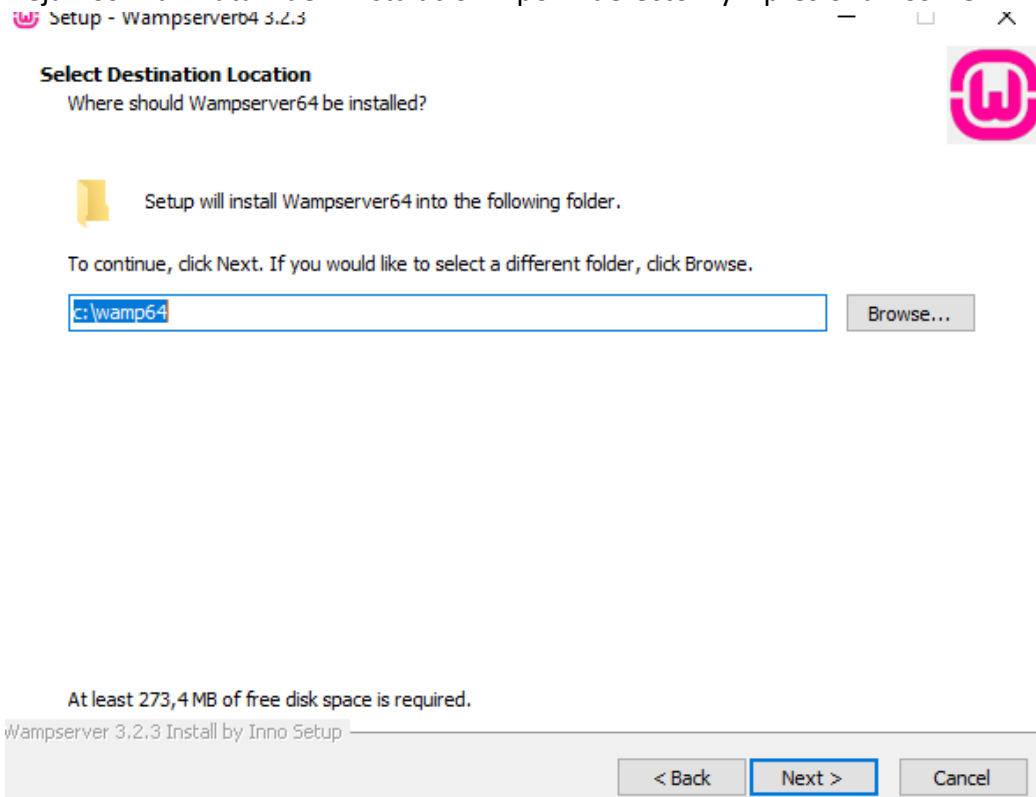 Setup - Wampserver64 3.2.3
Select Destination Location
Where should Wampserver64 be installed?
Setup will install Wampserver64 into the following folder.
To continue, click Next. If you would like to select a different folder, click Browse.
c:\wamp64
Browse...
At least 273,4 MB of free disk space is required.
Wampserver 3.2.3 Install by Inno Setup
< Back
Next >
Cancel